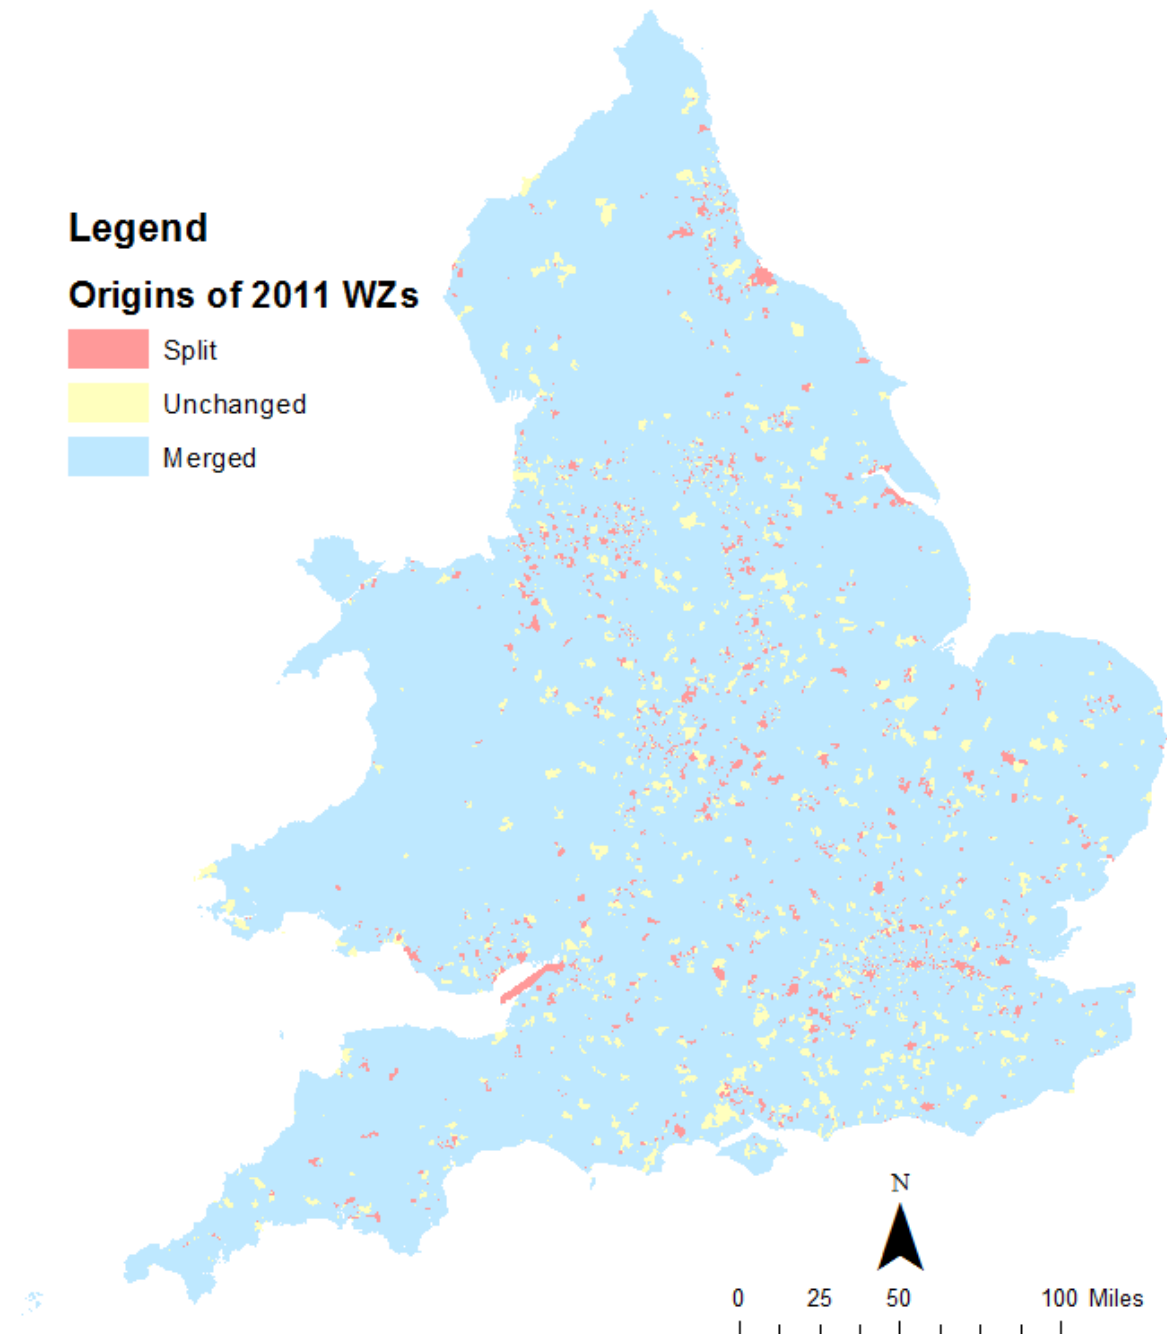 Legend
Origins of 2011 WZs
Split
Unchanged
Merged
N
0 25 50 100 Miles